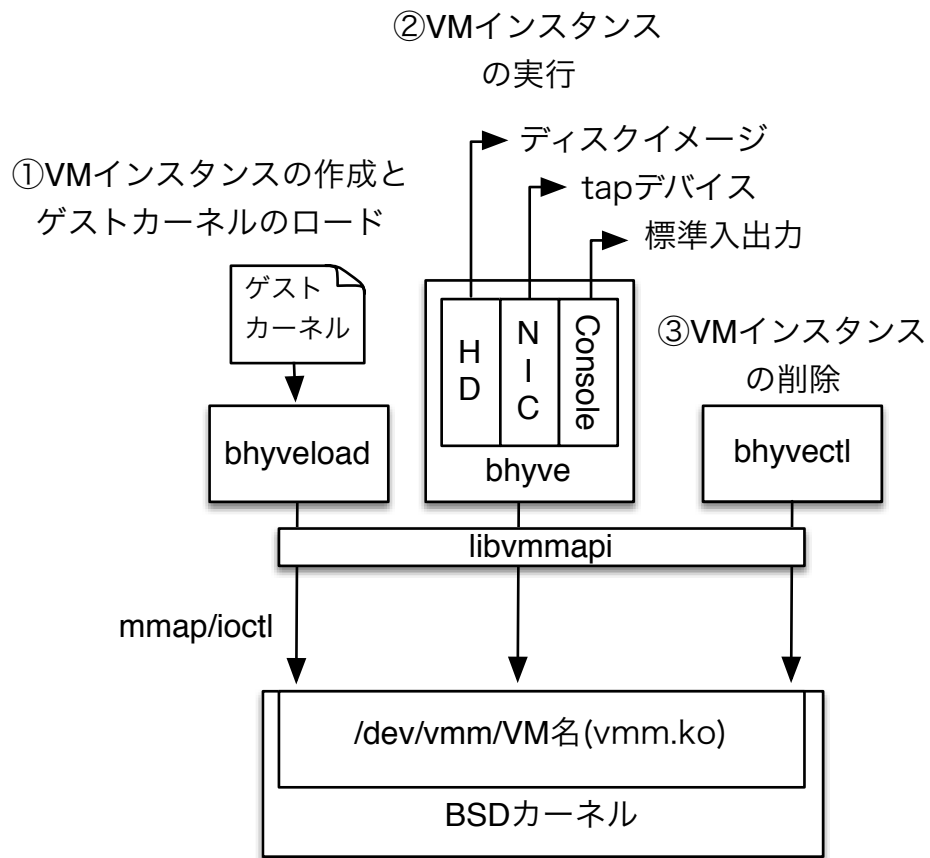 ②VMインスタンス
の実行
ディスクイメージ
①VMインスタンスの作成と
ゲストカーネルのロード
tapデバイス
標準入出力
ゲスト
カーネル
HD
NIC
Console
③VMインスタンス
の削除
bhyveload
bhyve
bhyvectl
libvmmapi
mmap/ioctl
/dev/vmm/VM名(vmm.ko)
BSDカーネル